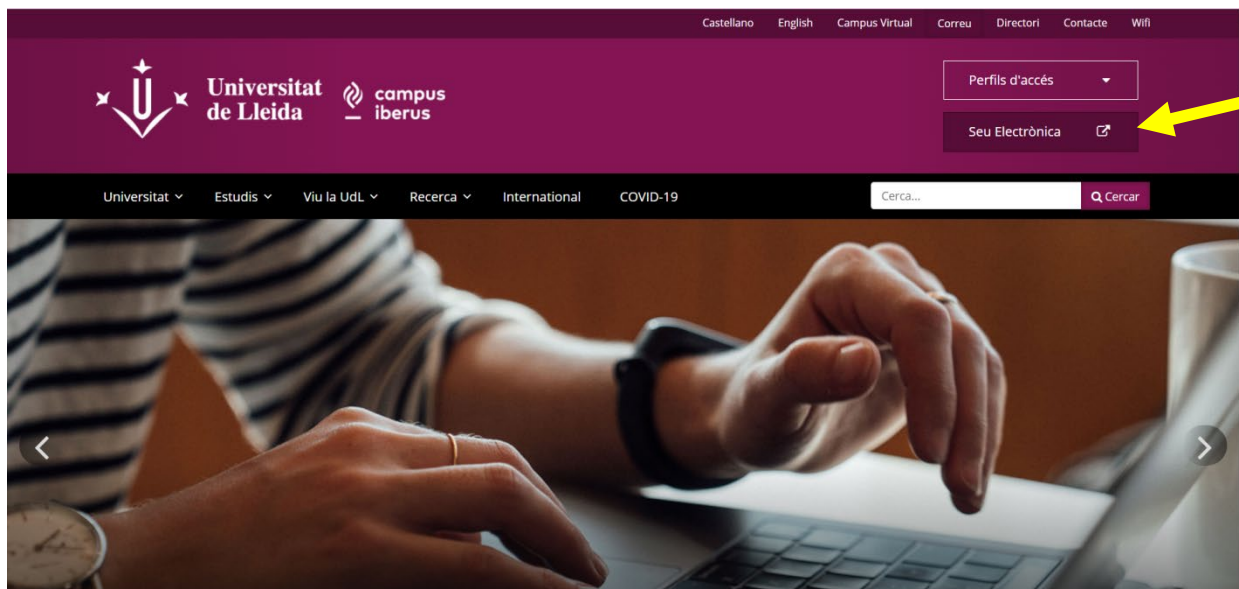 Castellano English Campus Virtual Correu Directori Contacte Wifi
Universitat
de Lleida
campus
iberus
Perfils d'accés
Seu Electrònica
Universitat Estudis Viu la UdL Recerca International COVID-19 Cerca... Cercar